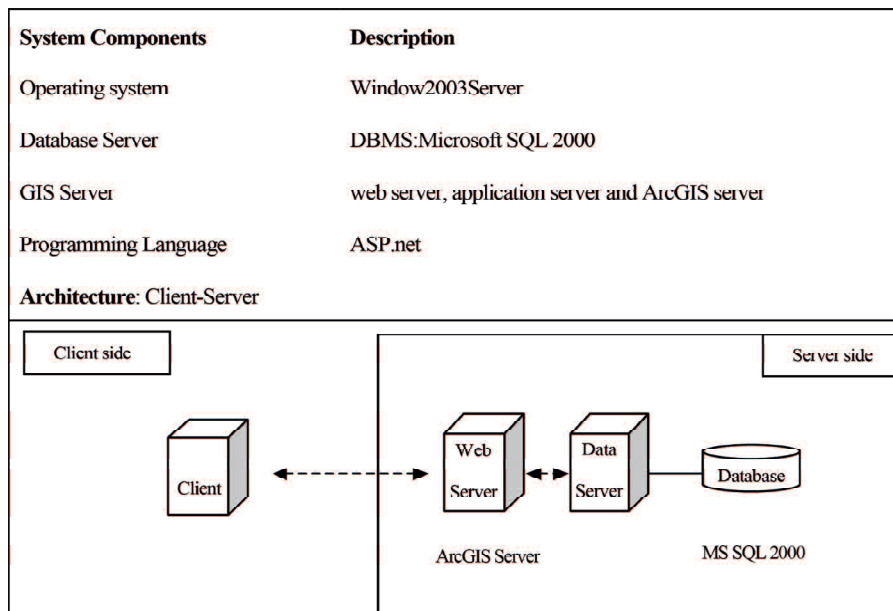 System Components Description
Operating system Window2003Server
Database Server DBMS:Microsoft SQL 2000
GIS Server web server, application server and ArcGIS server
Programming Language ASP.net
Architecture: Client-Server
Client side
Server side
Client
Web
Server
Data
Server
Database
ArcGIS Server
MS SQL 2000